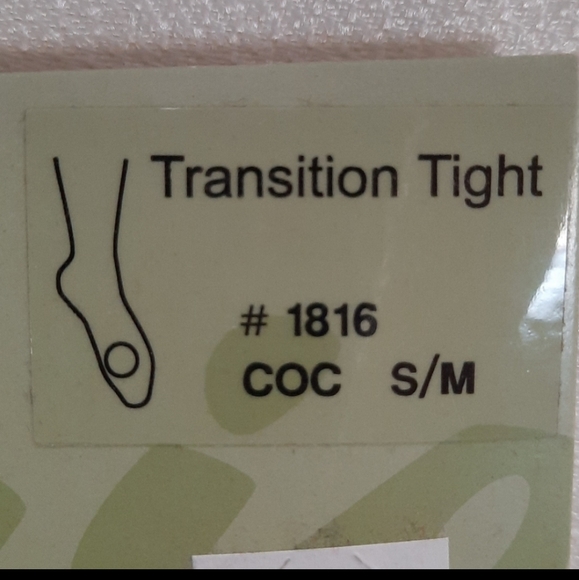 Transition Tight
# 1816
COC S/M